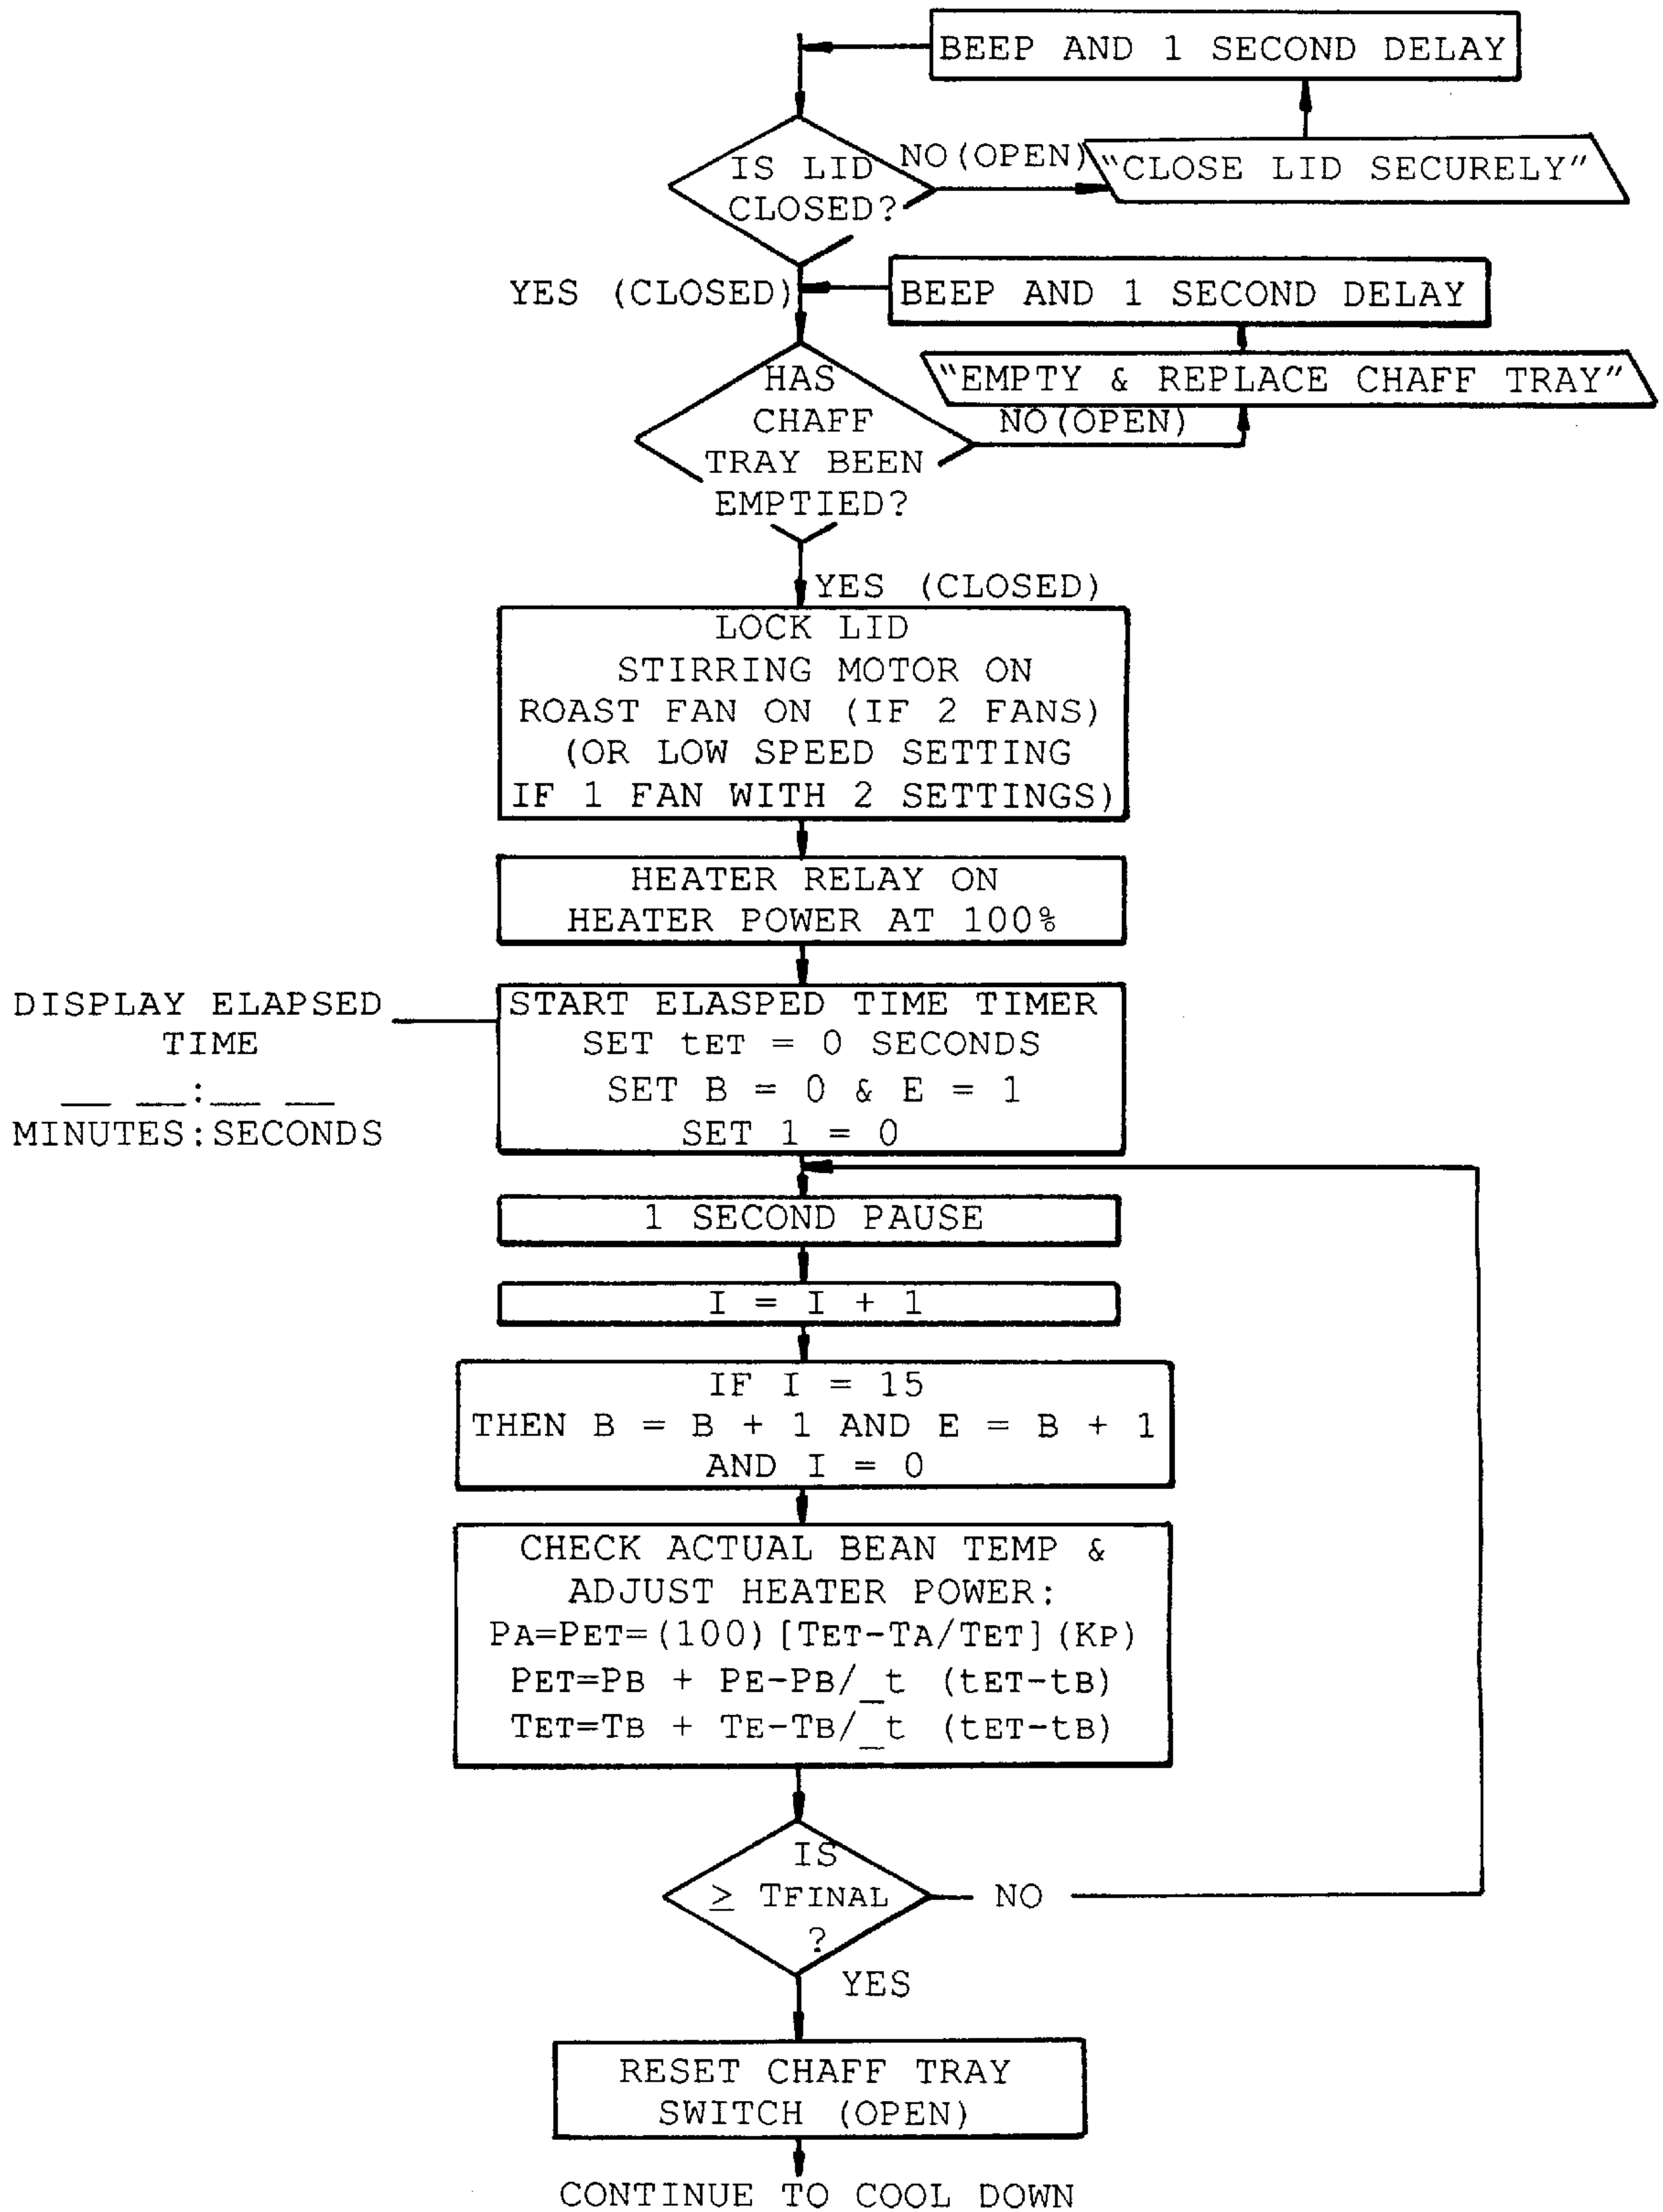 BEEP AND 1 SECOND DELAY
IS LID
CLOSED?
NO (OPEN)
"CLOSE LID SECURELY"
YES (CLOSED)
BEEP AND 1 SECOND DELAY
HAS
CHAFF
TRAY BEEN
EMPTIED?
"EMPTY & REPLACE CHAFF TRAY"
NO (OPEN)
YES (CLOSED)
LOCK LID
STIRRING MOTOR ON
ROAST FAN ON (IF 2 FANS)
(OR LOW SPEED SETTING
IF 1 FAN WITH 2 SETTINGS)
HEATER RELAY ON
HEATER POWER AT 100%
DISPLAY ELAPSED
TIME
__ __:__ __
MINUTES:SECONDS
START ELASPED TIME TIMER
SET tET = 0 SECONDS
SET B = 0 & E = 1
SET 1 = 0
1 SECOND PAUSE
I = I + 1
IF I = 15
THEN B = B + 1 AND E = B + 1
AND I = 0
CHECK ACTUAL BEAN TEMP &
ADJUST HEATER POWER:
PA=PET=(100)[TET-TA/TET](KP)
PET=PB + PE-PB/_t (tET-tB)
TET=TB + TE-TB/_t (tET-tB)
IS
≥ TFINAL
?
NO
YES
RESET CHAFF TRAY
SWITCH (OPEN)
CONTINUE TO COOL DOWN